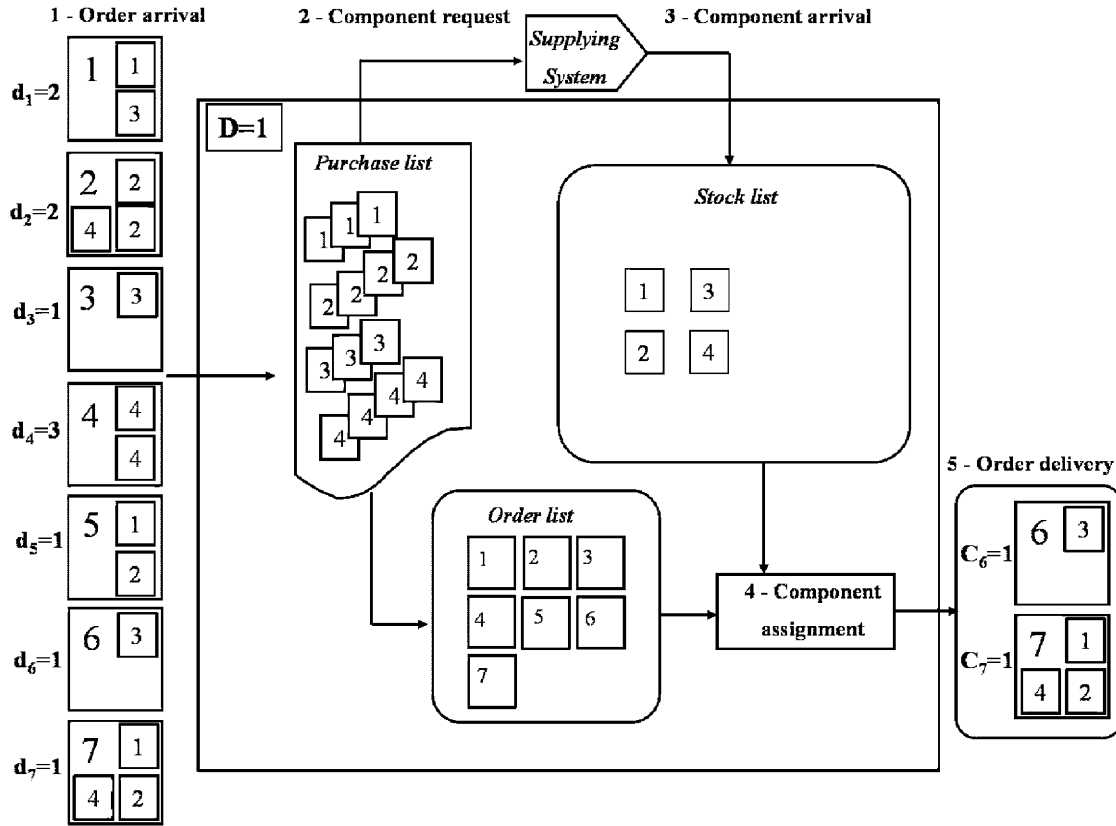 1 - Order arrival
2 - Component request
3 - Component arrival
Supplying
System
d1=2
1
1
3
d2=2
2
2
4
2
d3=1
3
3
d4=3
4
4
4
d5=1
5
1
2
d6=1
6
3
d7=1
7
1
4
2
D=1
Purchase list
1
1
1
2
2
2
2
3
3
3
4
4
4
4
Stock list
1
3
2
4
Order list
1
2
3
4
5
6
7
4 - Component
assignment
5 - Order delivery
C6=1
6
3
C7=1
7
1
4
2